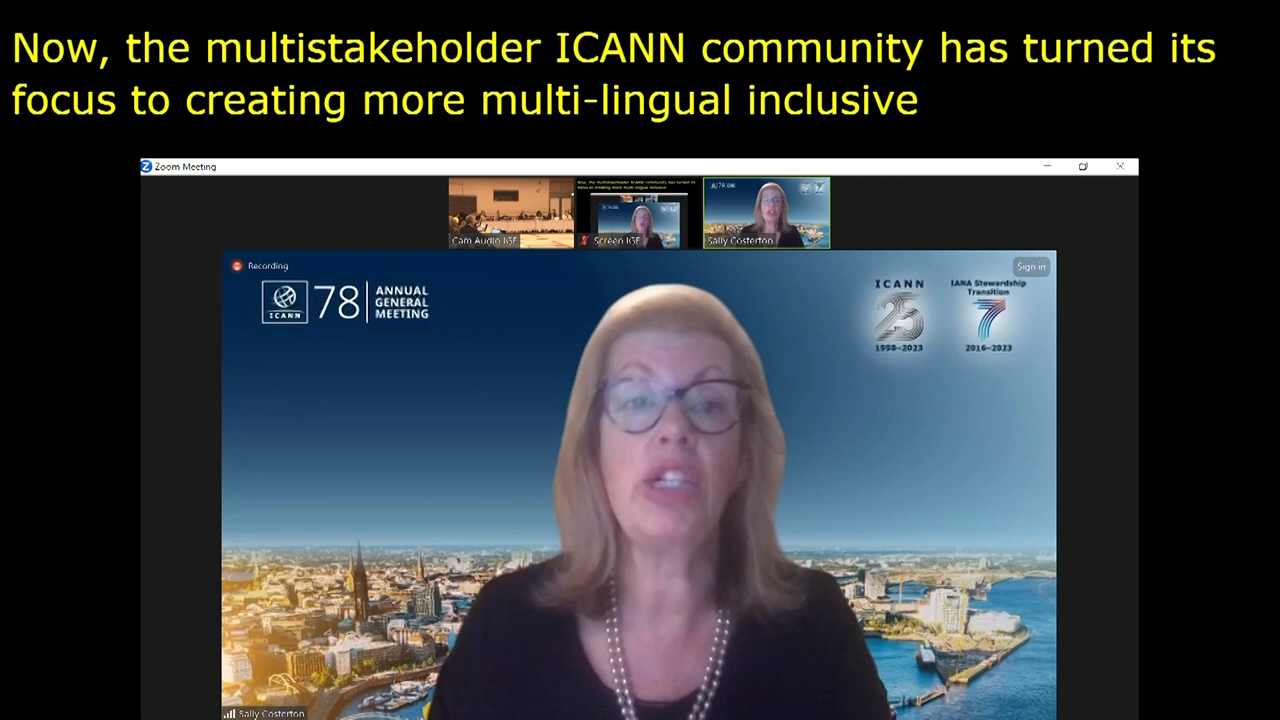 Now, the multistakeholder ICANN community has turned its
focus to creating more multi-lingual inclusive
Zoom Meeting
Cam Audio IGF
Screen IGF
Sally Costerton
Recording
Sign in
ICANN
78
ANNUAL
GENERAL
MEETING
ICANN
25
1998–2023
IANA Stewardship
Transition
7
2016–2023
Sally Costerton